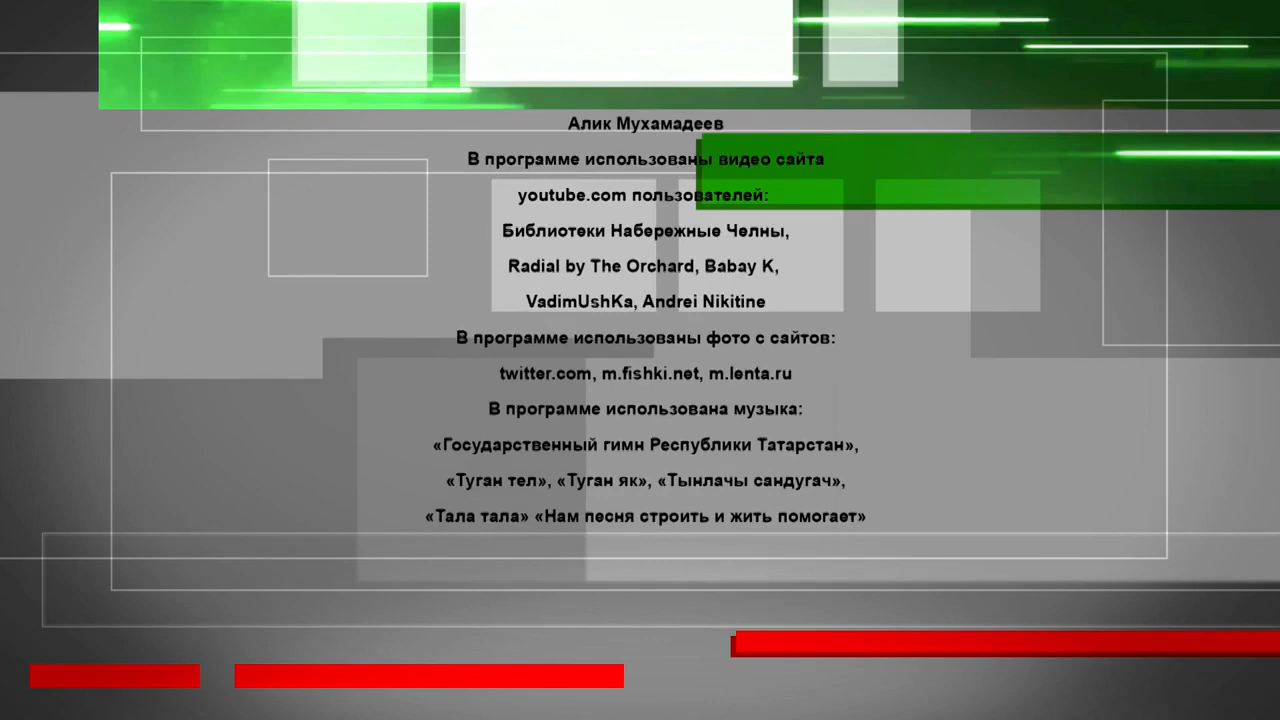 Алик Мухамадеев
В программе использованы видео сайта
youtube.com пользователей:
Библиотеки Набережные Челны,
Radial by The Orchard, Babay K,
VadimUshKa, Andrei Nikitine
В программе использованы фото с сайтов:
twitter.com, m.fishki.net, m.lenta.ru
В программе использована музыка:
«Государственный гимн Республики Татарстан»,
«Туган тел», «Туган як», «Тынлачы сандугач»,
«Тала тала» «Нам песня строить и жить помогает»